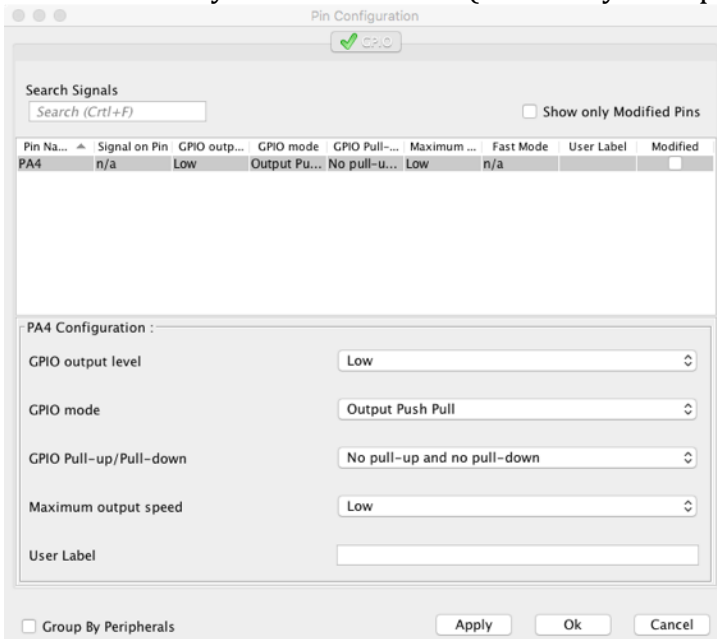 Pin Configuration
GPIO
Search Signals
Search (Crtl+F)
Show only Modified Pins
Pin Na... Signal on Pin GPIO outp... GPIO mode GPIO Pull-... Maximum ... Fast Mode User Label Modified
PA4 n/a Low Output Pu... No pull-u... Low n/a
PA4 Configuration :
GPIO output level Low
GPIO mode Output Push Pull
GPIO Pull-up/Pull-down No pull-up and no pull-down
Maximum output speed Low
User Label
Group By Peripherals Apply Ok Cancel